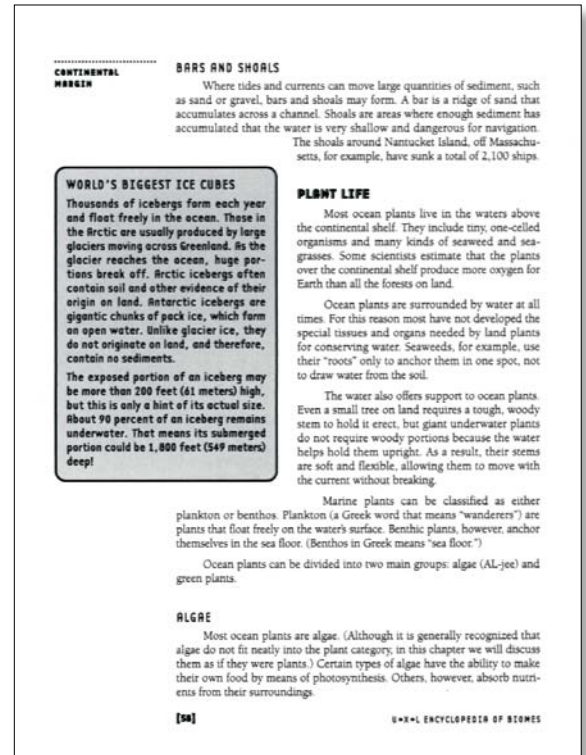 CONTINENTAL
MARGIN
BARS AND SHOALS
Where tides and currents can move large quantities of sediment, such
as sand or gravel, bars and shoals may form. A bar is a ridge of sand that
accumulates across a channel. Shoals are areas where enough sediment has
accumulated that the water is very shallow and dangerous for navigation.
The shoals around Nantucket Island, off Massachu-
setts, for example, have sunk a total of 2,100 ships.
WORLD'S BIGGEST ICE CUBES
Thousands of icebergs form each year
and float freely in the ocean. Those in
the Arctic are usually produced by large
glaciers moving across Greenland. As the
glacier reaches the ocean, huge por-
tions break off. Arctic icebergs often
contain soil and other evidence of their
origin on land. Antarctic icebergs are
gigantic chunks of pack ice, which form
on open water. Unlike glacier ice, they
do not originate on land, and therefore,
contain no sediments.
The exposed portion of an iceberg may
be more than 200 feet (61 meters) high,
but this is only a hint of its actual size.
About 90 percent of an iceberg remains
underwater. That means its submerged
portion could be 1,800 feet (549 meters)
deep!
PLANT LIFE
Most ocean plants live in the waters above
the continental shelf. They include tiny, one-celled
organisms and many kinds of seaweed and sea-
grasses. Some scientists estimate that the plants
over the continental shelf produce more oxygen for
Earth than all the forests on land.
Ocean plants are surrounded by water at all
times. For this reason most have not developed the
special tissues and organs needed by land plants
for conserving water. Seaweeds, for example, use
their "roots" only to anchor them in one spot, not
to draw water from the soil.
The water also offers support to ocean plants.
Even a small tree on land requires a tough, woody
stem to hold it erect, but giant underwater plants
do not require woody portions because the water
helps hold them upright. As a result, their stems
are soft and flexible, allowing them to move with
the current without breaking.
Marine plants can be classified as either
plankton or benthos. Plankton (a Greek word that means "wanderers") are
plants that float freely on the water's surface. Benthic plants, however, anchor
themselves in the sea floor. (Benthos in Greek means "sea floor.")
Ocean plants can be divided into two main groups: algae (AL-jee) and
green plants.
ALGAE
Most ocean plants are algae. (Although it is generally recognized that
algae do not fit neatly into the plant category, in this chapter we will discuss
them as if they were plants.) Certain types of algae have the ability to make
their own food by means of photosynthesis. Others, however, absorb nutri-
ents from their surroundings.
[58]
U•X•L ENCYCLOPEDIA OF BIOMES